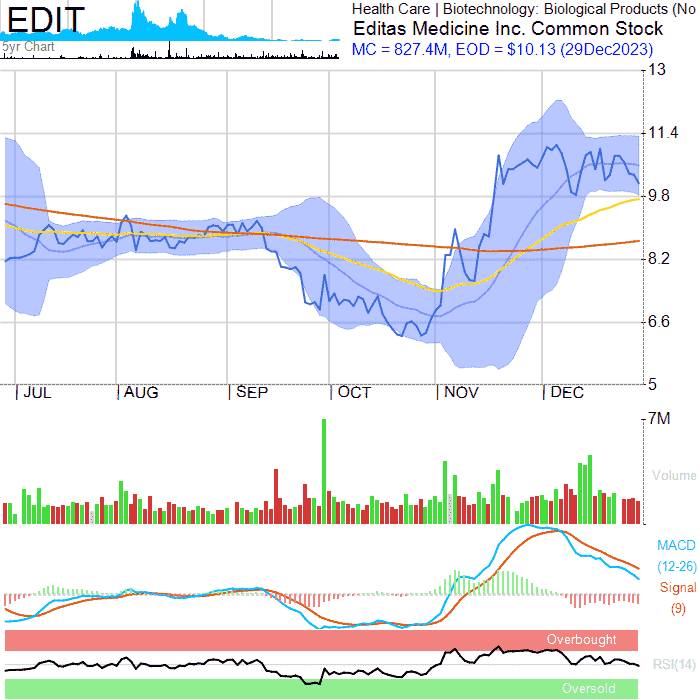 EDIT
5yr Chart
Health Care | Biotechnology: Biological Products (No
Editas Medicine Inc. Common Stock
MC = 827.4M, EOD = $10.13 (29Dec2023)
13
11.4
9.8
8.2
6.6
5
| JUL | AUG | SEP | OCT | NOV | DEC
7M
Volume
MACD
(12-26)
Signal
(9)
Overbought
RSI(14)
Oversold